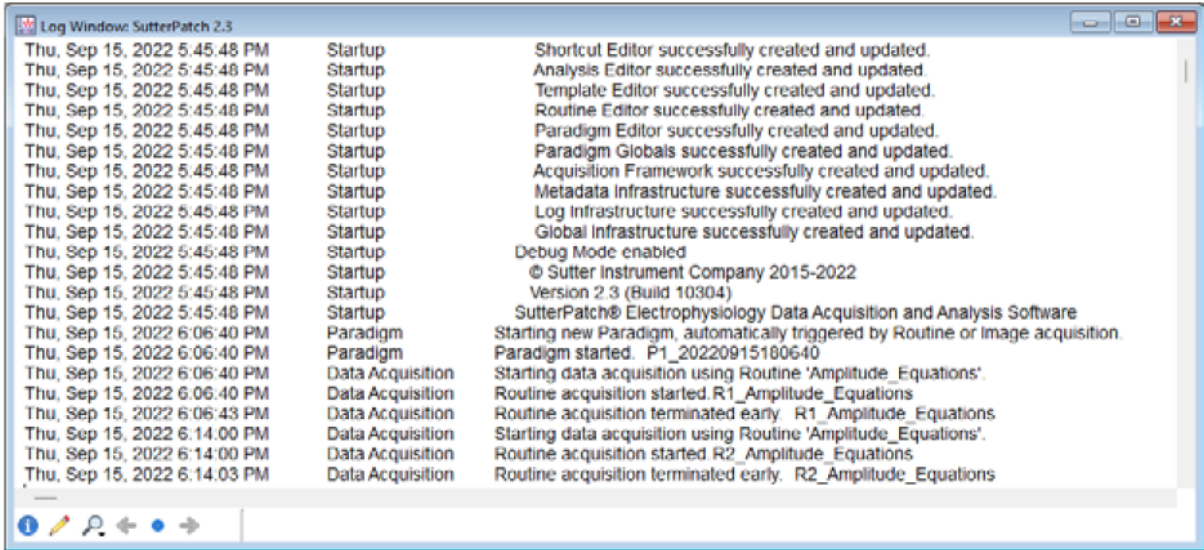 Log Window: SutterPatch 2.3
Thu, Sep 15, 2022 5:45:48 PM Startup Shortcut Editor successfully created and updated.
Thu, Sep 15, 2022 5:45:48 PM Startup Analysis Editor successfully created and updated.
Thu, Sep 15, 2022 5:45:48 PM Startup Template Editor successfully created and updated.
Thu, Sep 15, 2022 5:45:48 PM Startup Routine Editor successfully created and updated.
Thu, Sep 15, 2022 5:45:48 PM Startup Paradigm Editor successfully created and updated.
Thu, Sep 15, 2022 5:45:48 PM Startup Paradigm Globals successfully created and updated.
Thu, Sep 15, 2022 5:45:48 PM Startup Acquisition Framework successfully created and updated.
Thu, Sep 15, 2022 5:45:48 PM Startup Metadata Infrastructure successfully created and updated.
Thu, Sep 15, 2022 5:45:48 PM Startup Log Infrastructure successfully created and updated.
Thu, Sep 15, 2022 5:45:48 PM Startup Global Infrastructure successfully created and updated.
Thu, Sep 15, 2022 5:45:48 PM Startup Debug Mode enabled
Thu, Sep 15, 2022 5:45:48 PM Startup © Sutter Instrument Company 2015-2022
Thu, Sep 15, 2022 5:45:48 PM Startup Version 2.3 (Build 10304)
Thu, Sep 15, 2022 5:45:48 PM Startup SutterPatch® Electrophysiology Data Acquisition and Analysis Software
Thu, Sep 15, 2022 6:06:40 PM Paradigm Starting new Paradigm, automatically triggered by Routine or Image acquisition.
Thu, Sep 15, 2022 6:06:40 PM Paradigm Paradigm started. P1_20220915180640
Thu, Sep 15, 2022 6:06:40 PM Data Acquisition Starting data acquisition using Routine 'Amplitude_Equations'.
Thu, Sep 15, 2022 6:06:40 PM Data Acquisition Routine acquisition started.R1_Amplitude_Equations
Thu, Sep 15, 2022 6:06:43 PM Data Acquisition Routine acquisition terminated early. R1_Amplitude_Equations
Thu, Sep 15, 2022 6:14:00 PM Data Acquisition Starting data acquisition using Routine 'Amplitude_Equations'.
Thu, Sep 15, 2022 6:14:00 PM Data Acquisition Routine acquisition started.R2_Amplitude_Equations
Thu, Sep 15, 2022 6:14:03 PM Data Acquisition Routine acquisition terminated early. R2_Amplitude_Equations